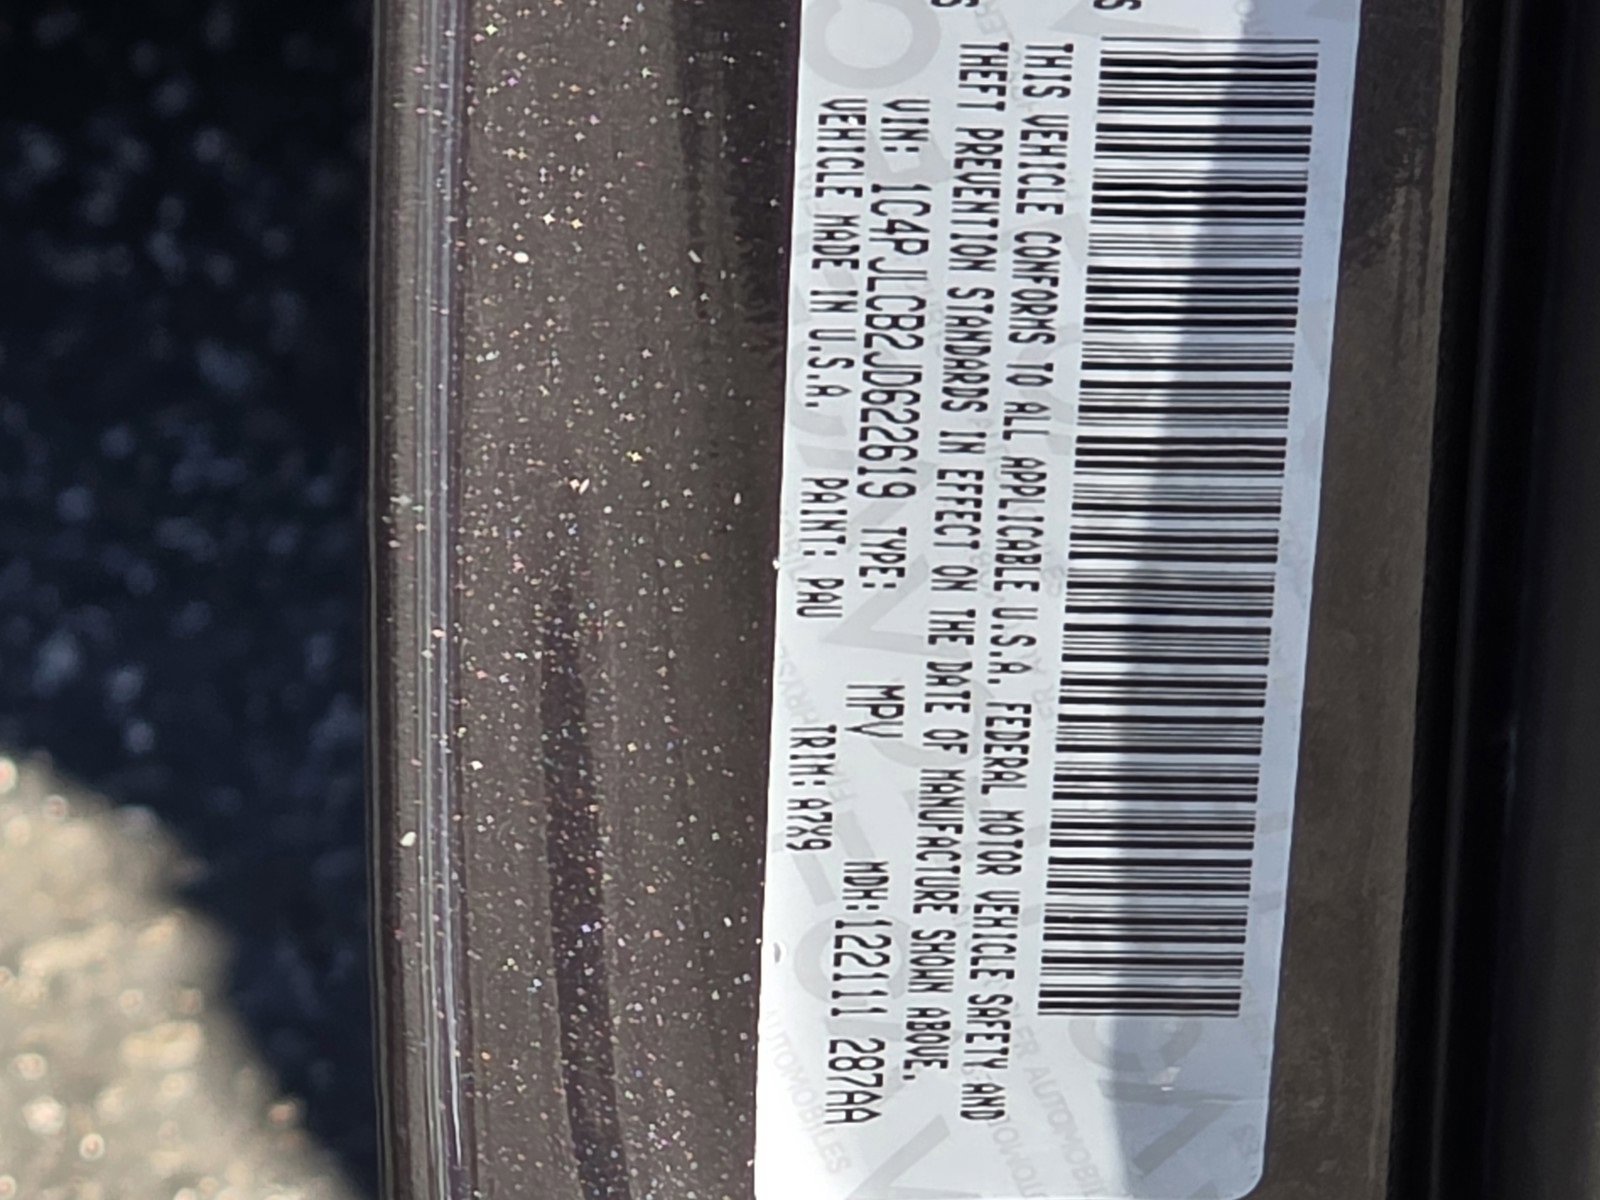 THIS VEHICLE CONFORMS TO ALL APPLICABLE U.S.A. FEDERAL MOTOR VEHICLE SAFETY AND
THEFT PREVENTION STANDARDS IN EFFECT ON THE DATE OF MANUFACTURE SHOWN ABOVE.
VIN: 1C4PJLCB2JD622619 TYPE: MPV MDH:122111 287AA
VEHICLE MADE IN U.S.A. PAINT: PAU TRIM: A7X9